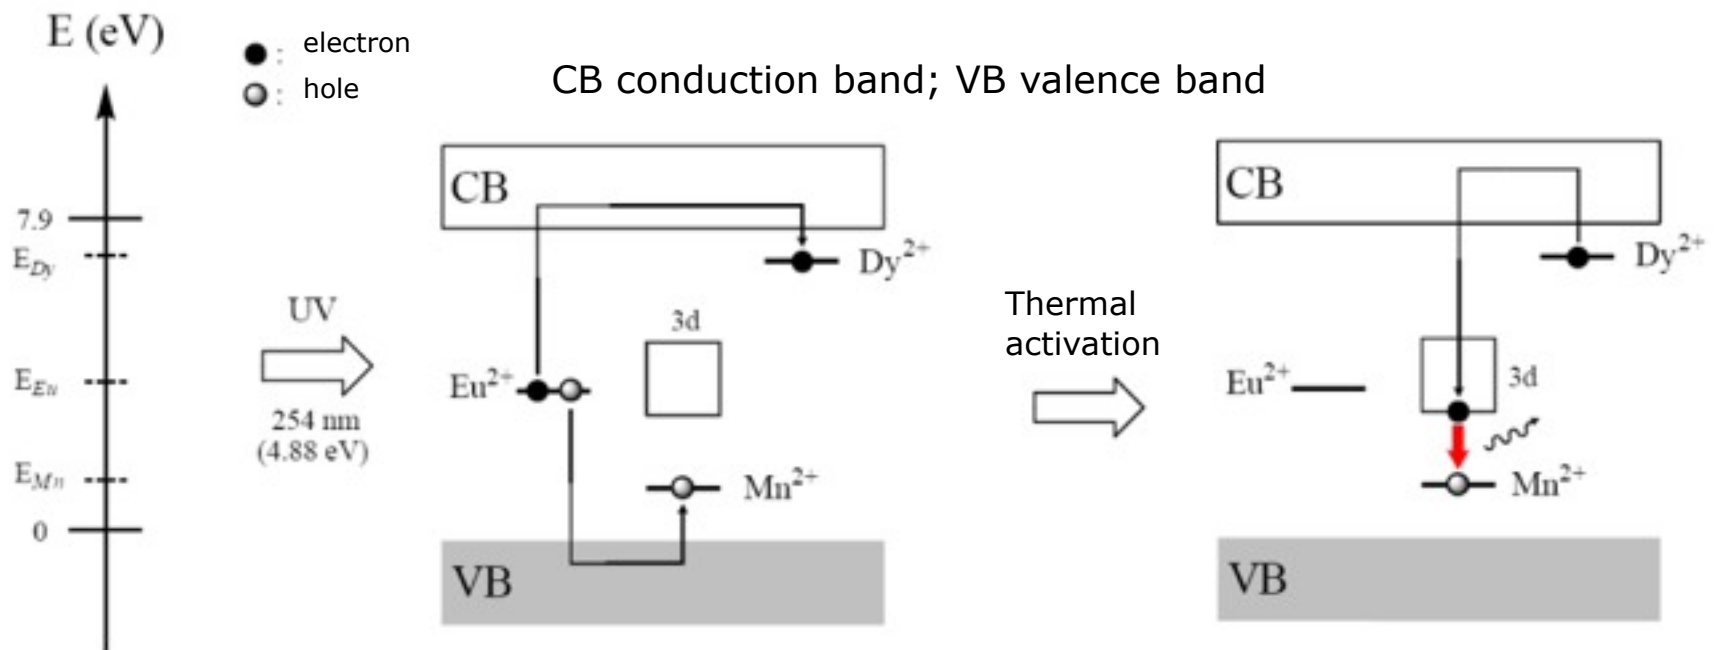 E (eV)
● : electron
○ : hole
CB conduction band; VB valence band
7.9
E_Dy
E_Eu
E_Mn
0
UV
254 nm
(4.88 eV)
CB
Dy²⁺
3d
Eu²⁺
Mn²⁺
VB
Thermal
activation
CB
Dy²⁺
Eu²⁺
3d
Mn²⁺
VB